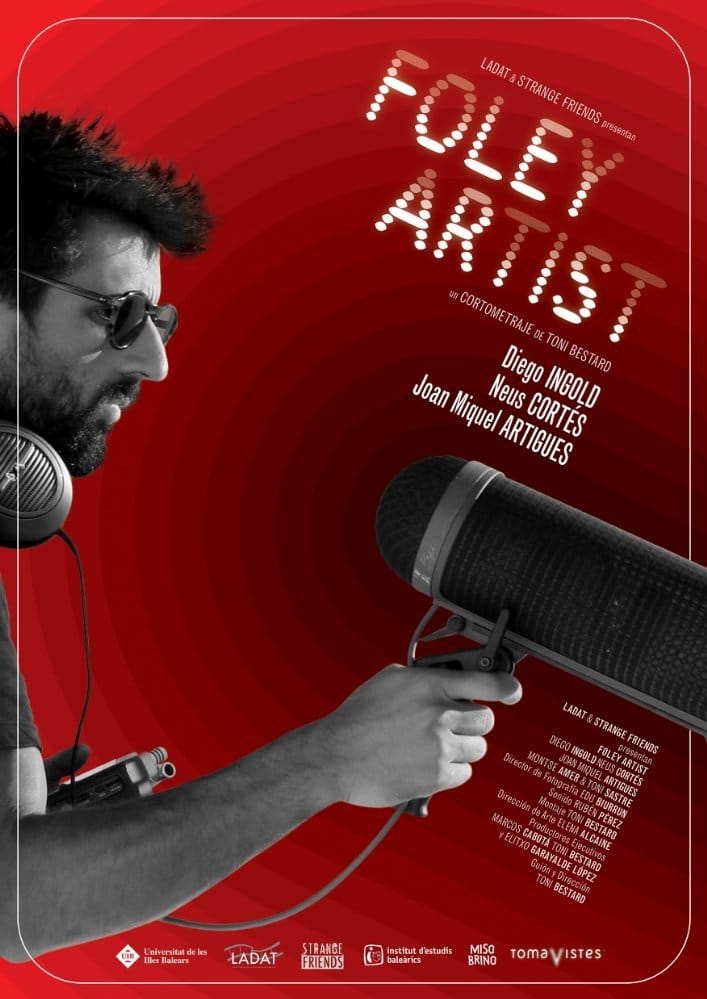 LADAT & STRANGE FRIENDS presentan
FOLEY
ARTIST
un CORTOMETRAJE DE TONI BESTARD
Diego INGOLD
Neus CORTÉS
Joan Miquel ARTIGUES
LADAT & STRANGE FRIENDS
presentan
FOLEY ARTIST
DIEGO INGOLD NEUS CORTÉS
JOAN MIQUEL ARTIGUES
MONTSE AMER & TONI SASTRE
Director de Fotografía EDU BIURRUN
Sonido RUBÉN PÉREZ
Montaje TONI BESTARD
Dirección de Arte ELENA ALCAINE
Productores Ejecutivos
MARCOS CABOTÁ TONI BESTARD
Y ELITXO GARAYALDE LÓPEZ
Guión y Dirección
TONI BESTARD
UIB
Universitat de les
Illes Balears
LADAT
STRANGE
FRIENDS
institut d'estudis
baleàrics
MISO
BRINO
TOMAVISTES